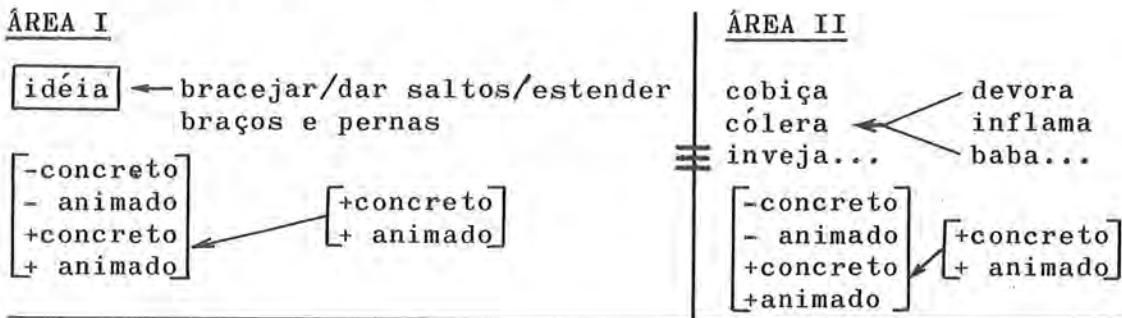 ÁREA I
idéia bracejar/dar saltos/estender
braços e pernas
-concreto
- animado
+concreto
+ animado
+concreto
+ animado
ÁREA II
cobiça devora
cólera inflama
inveja... baba...
-concreto
- animado
+concreto
+animado
+concreto
+ animado